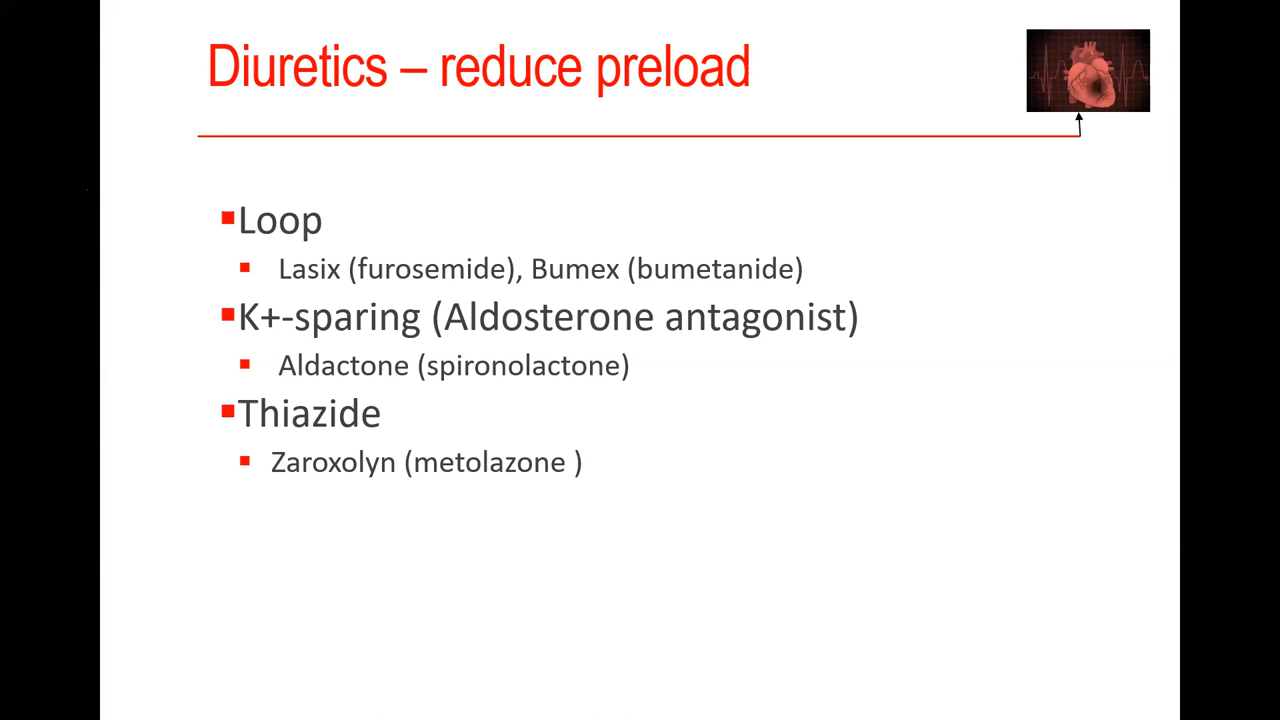 Diuretics – reduce preload
Loop
Lasix (furosemide), Bumex (bumetanide)
K+-sparing (Aldosterone antagonist)
Aldactone (spironolactone)
Thiazide
Zaroxolyn (metolazone )